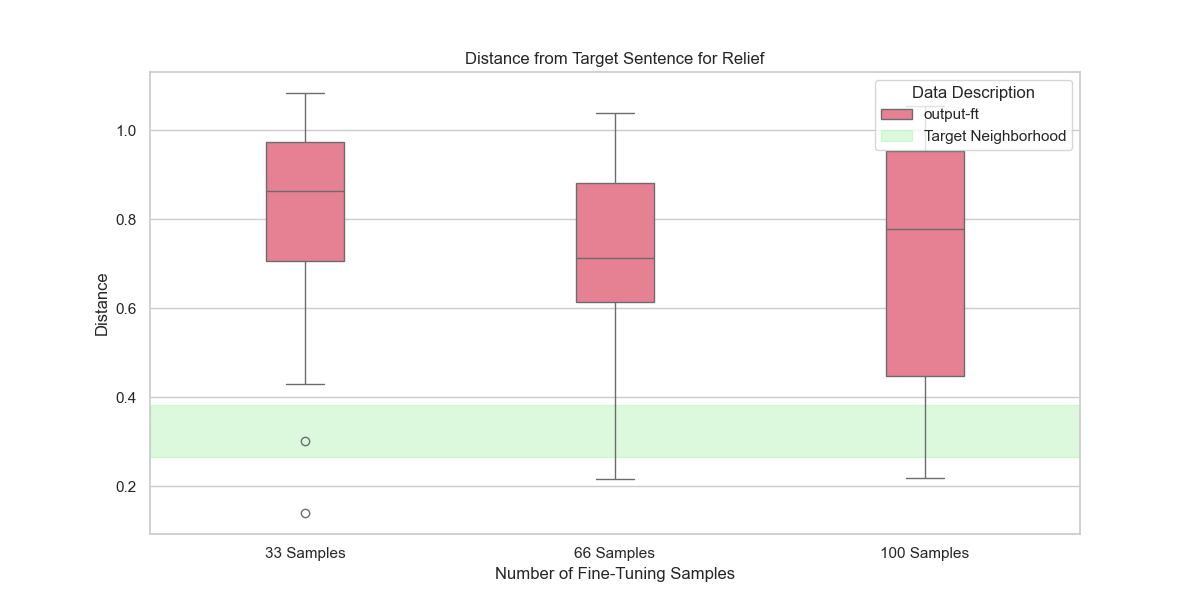 Distance from Target Sentence for Relief
Data Description
output-ft
Target Neighborhood
Distance
1.0
0.8
0.6
0.4
0.2
33 Samples
66 Samples
100 Samples
Number of Fine-Tuning Samples